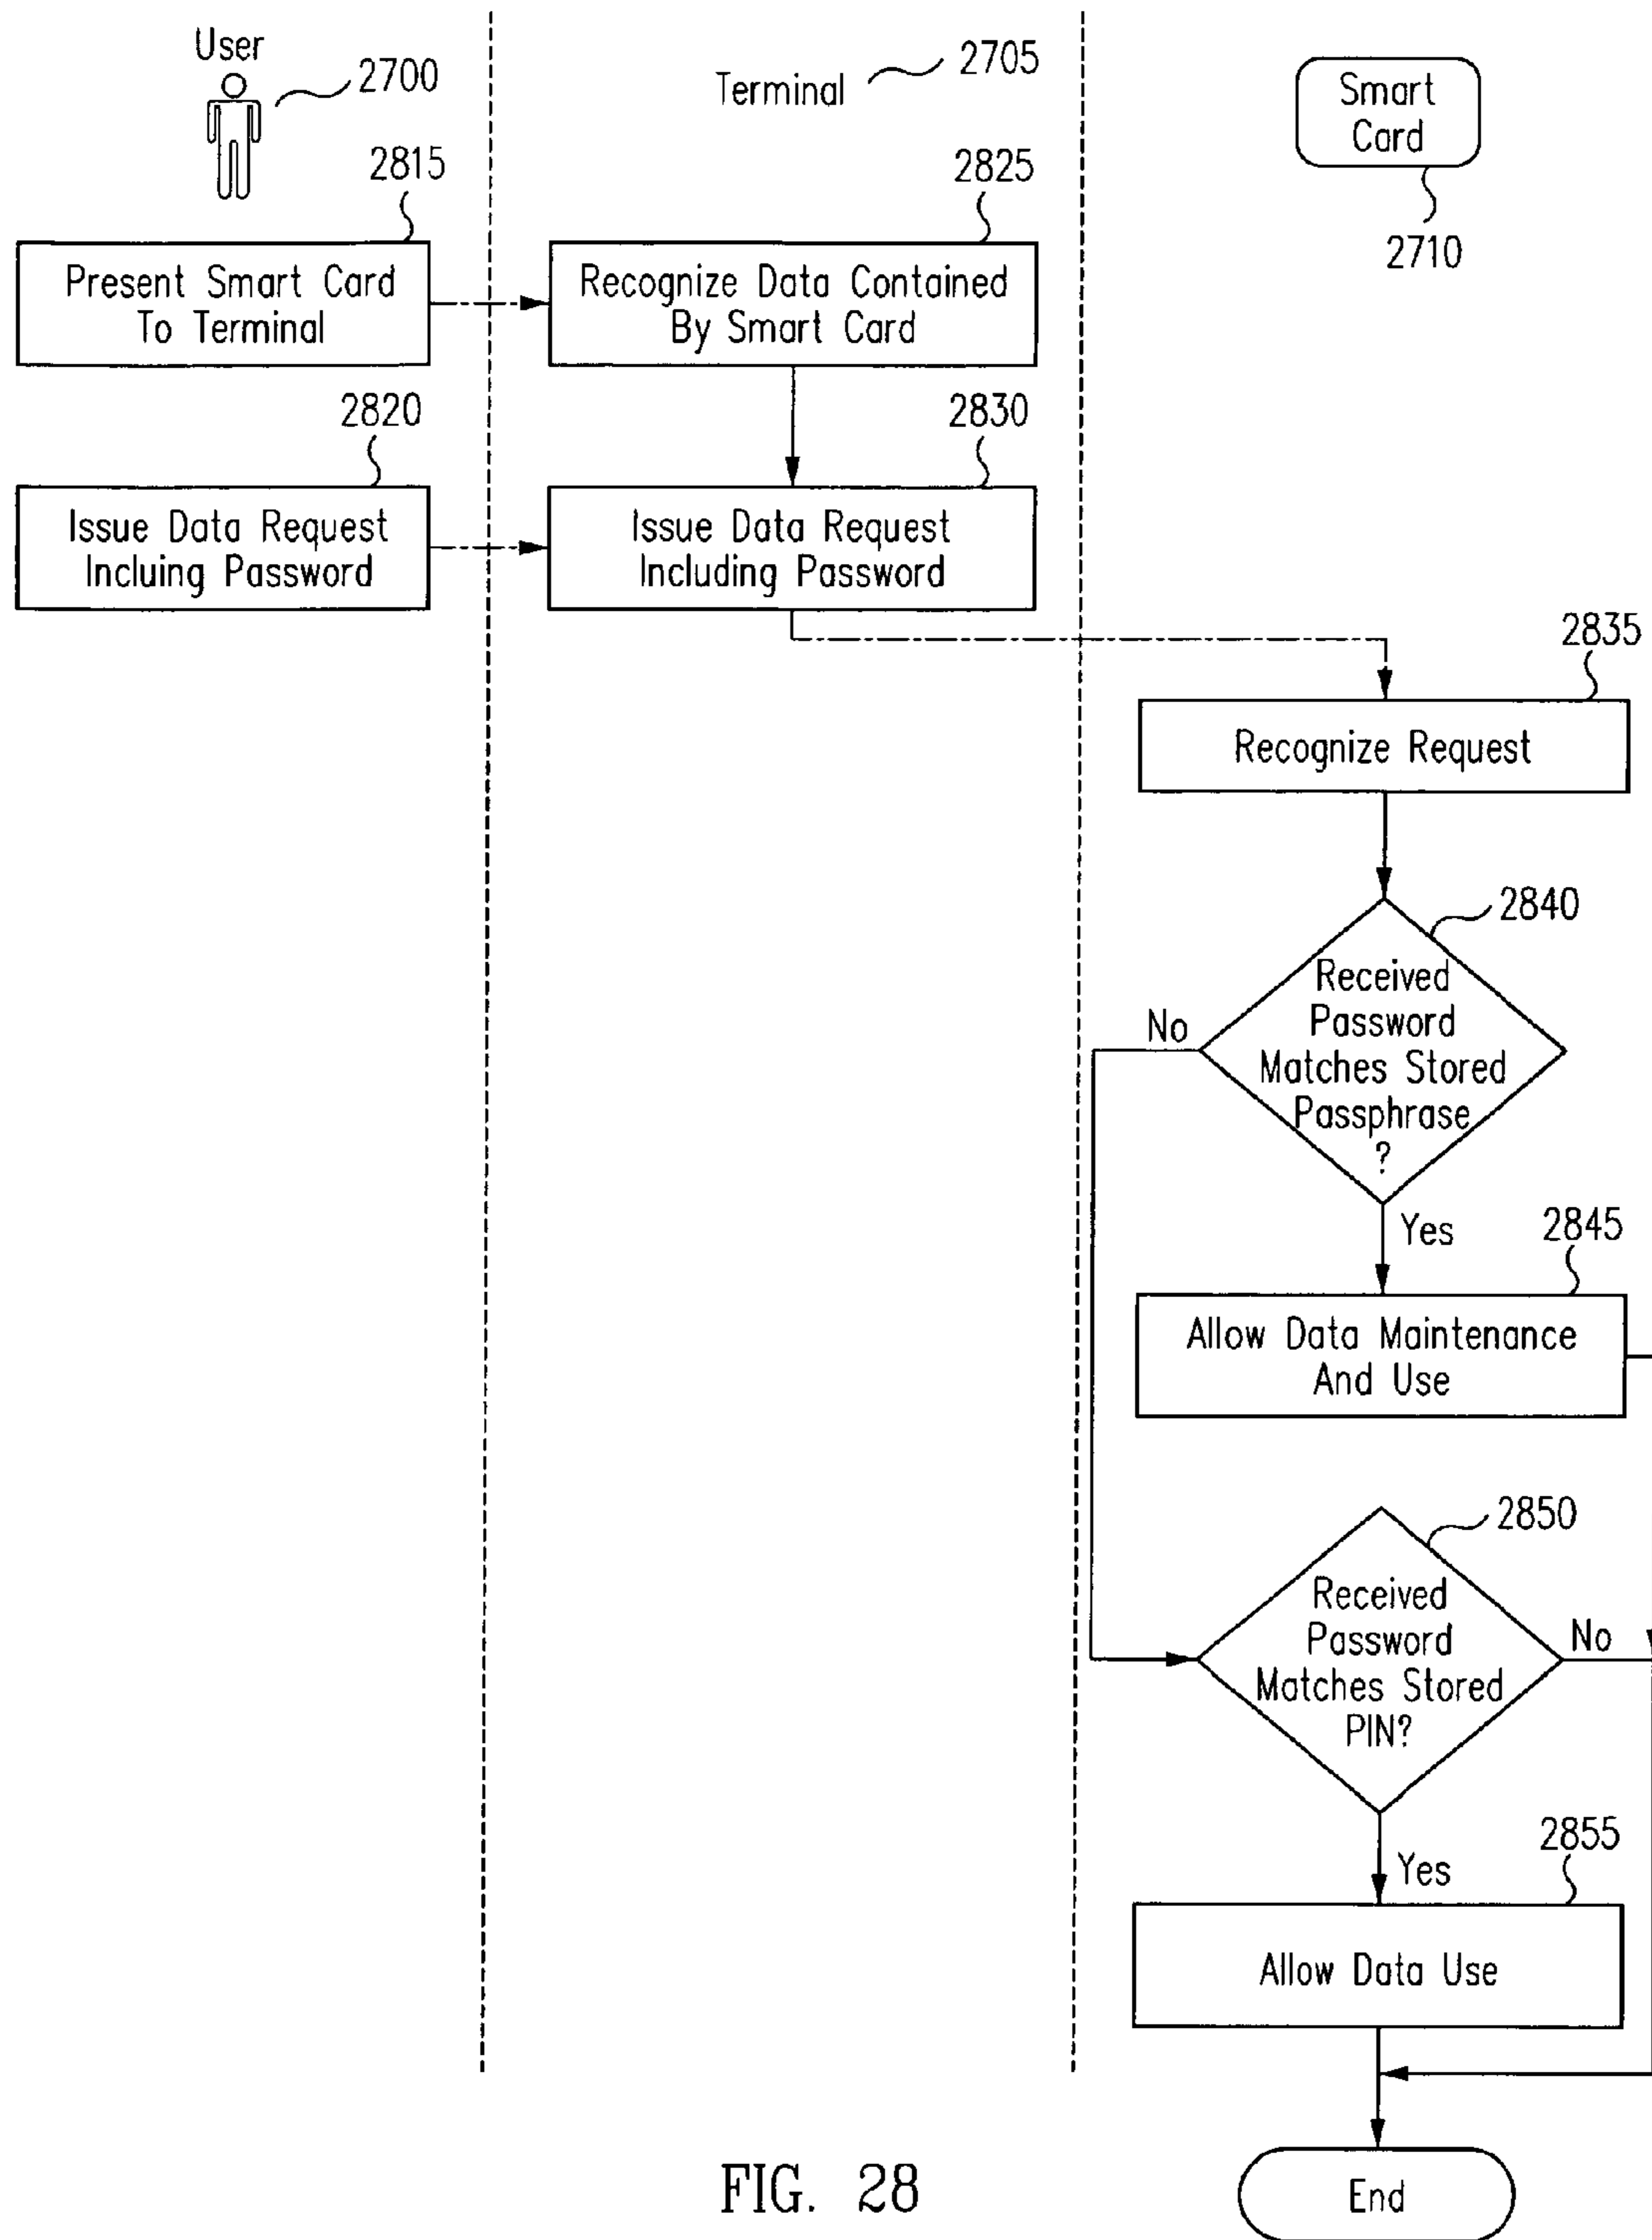 User
2700
Terminal
2705
Smart
Card
2710
2815
Present Smart Card
To Terminal
2825
Recognize Data Contained
By Smart Card
2820
Issue Data Request
Incluing Password
2830
Issue Data Request
Including Password
2835
Recognize Request
2840
Received
Password
Matches Stored
Passphrase
?
No
Yes
2845
Allow Data Maintenance
And Use
2850
Received
Password
Matches Stored
PIN?
No
Yes
2855
Allow Data Use
End
FIG. 28